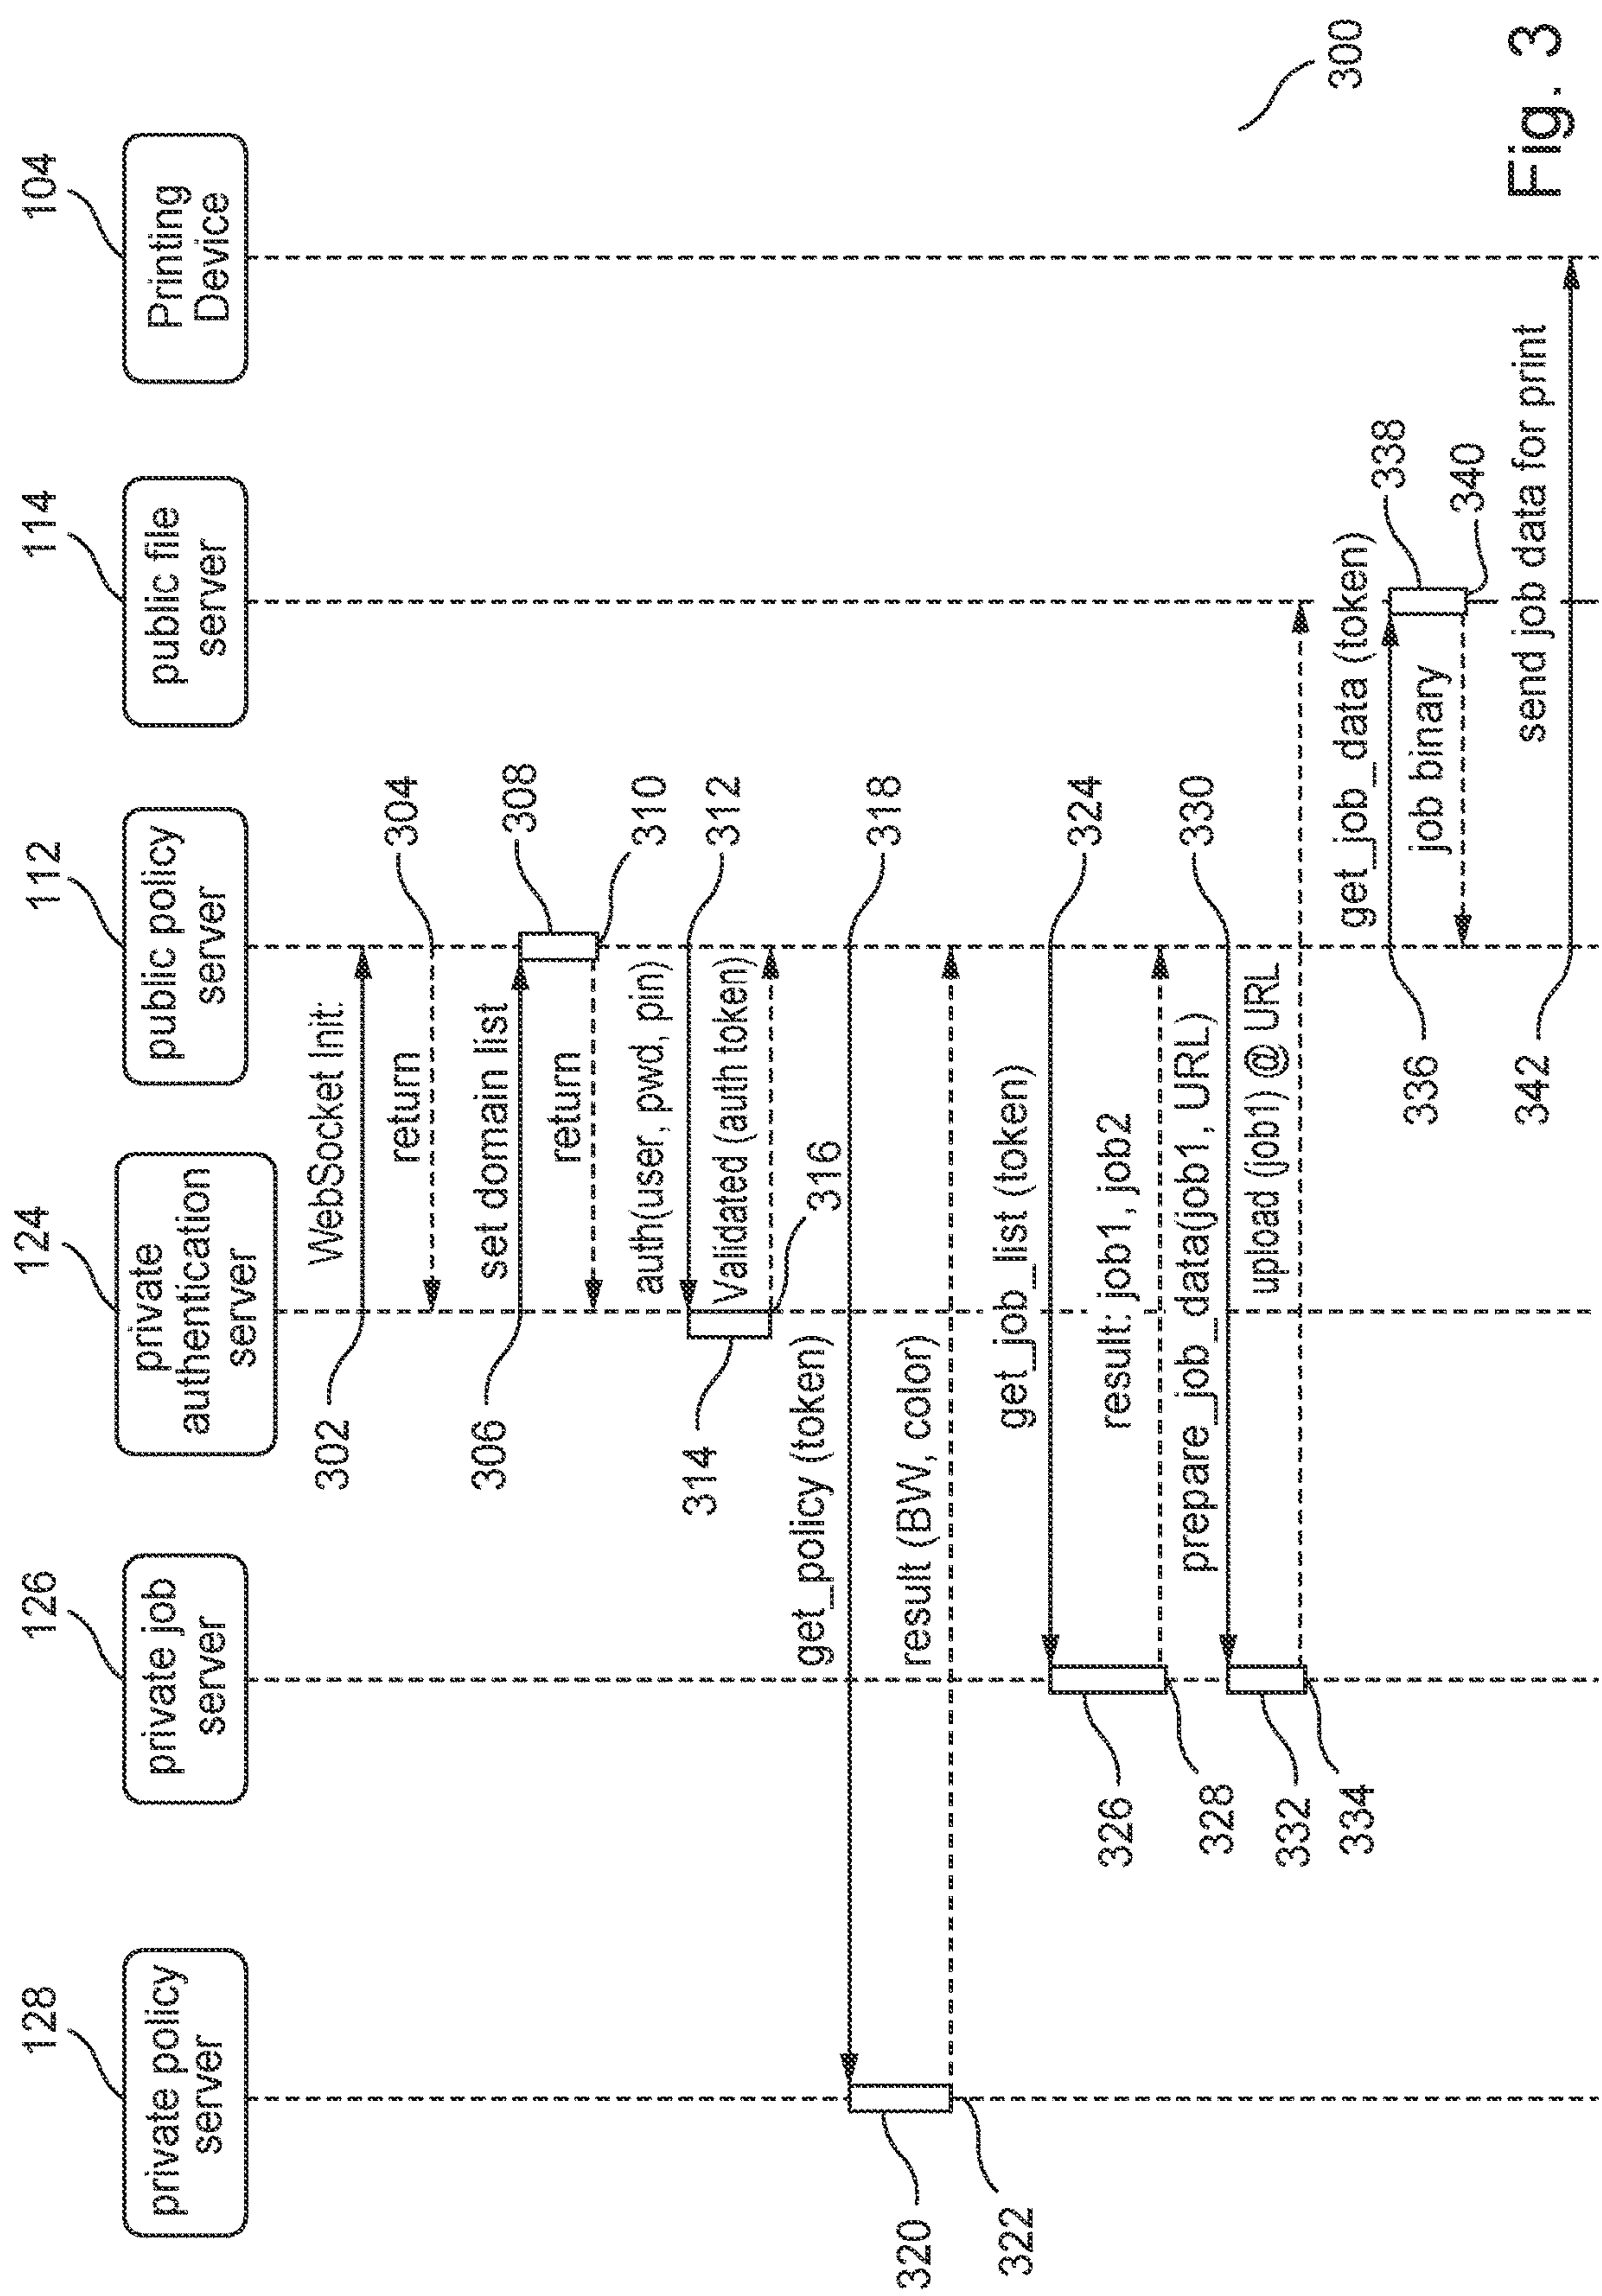 128
126
124
112
114
104
private policy
server
private job
server
private
authentication
server
public policy
server
public file
server
Printing
Device
WebSocket Init:
302
return
304
set domain list
306
308
return
310
auth(user, pwd, pin)
312
314
Validated (auth token)
316
get_policy (token)
318
320
result (BW, color)
322
get_job_list (token)
324
326
result: job1, job2
328
prepare_job_data(job1, URL)
330
332
upload (job1) @ URL
334
get_job_data (token)
336
338
job binary
340
send job data for print
342
300
Fig. 3